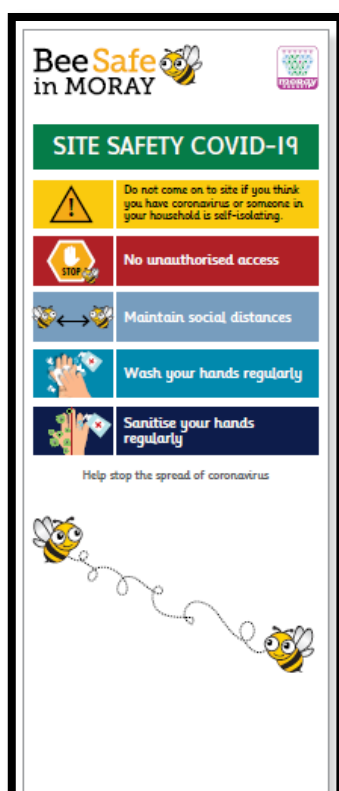 Bee Safe
in MORAY
moray
SITE SAFETY COVID-19
Do not come on to site if you think
you have coronavirus or someone in
your household is self-isolating.
STOP
No unauthorised access
Maintain social distances
Wash your hands regularly
Sanitise your hands
regularly
Help stop the spread of coronavirus